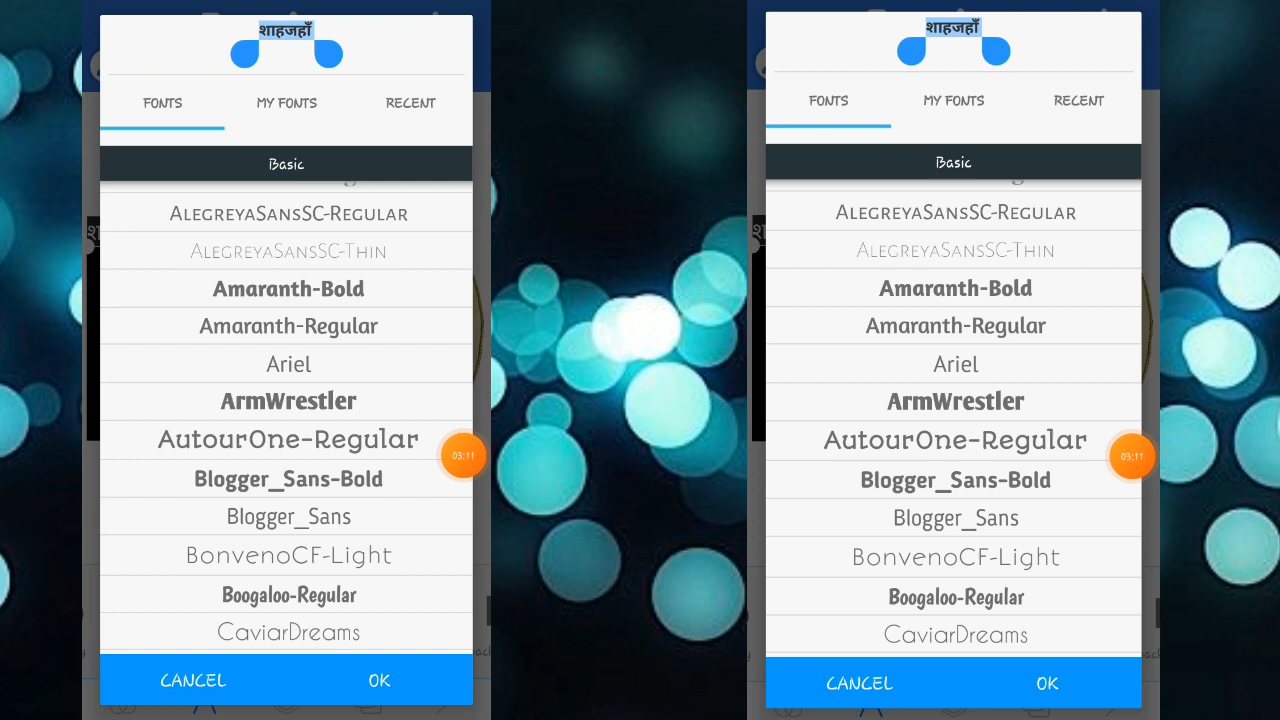 शाहजहाँ
FONTS MY FONTS RECENT
Basic
AlegreyaSansSC-Regular
AlegreyaSansSC-Thin
Amaranth-Bold
Amaranth-Regular
Ariel
ArmWrestler
AutourOne-Regular
03:11
Blogger_Sans-Bold
Blogger_Sans
BonvenoCF-Light
Boogaloo-Regular
CaviarDreams
CANCEL OK
शाहजहाँ
FONTS MY FONTS RECENT
Basic
AlegreyaSansSC-Regular
AlegreyaSansSC-Thin
Amaranth-Bold
Amaranth-Regular
Ariel
ArmWrestler
AutourOne-Regular
03:11
Blogger_Sans-Bold
Blogger_Sans
BonvenoCF-Light
Boogaloo-Regular
CaviarDreams
CANCEL OK